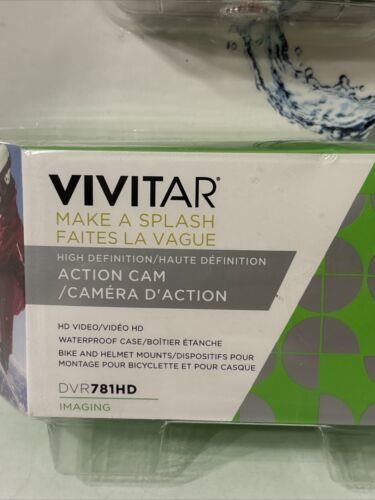 VIVITAR®
MAKE A SPLASH
FAITES LA VAGUE
HIGH DEFINITION/HAUTE DÉFINITION
ACTION CAM
/CAMÉRA D'ACTION
HD VIDEO/VIDÉO HD
WATERPROOF CASE/BOÎTIER ÉTANCHE
BIKE AND HELMET MOUNTS/DISPOSITIFS POUR
MONTAGE POUR BICYCLETTE ET POUR CASQUE
DVR781HD
IMAGING